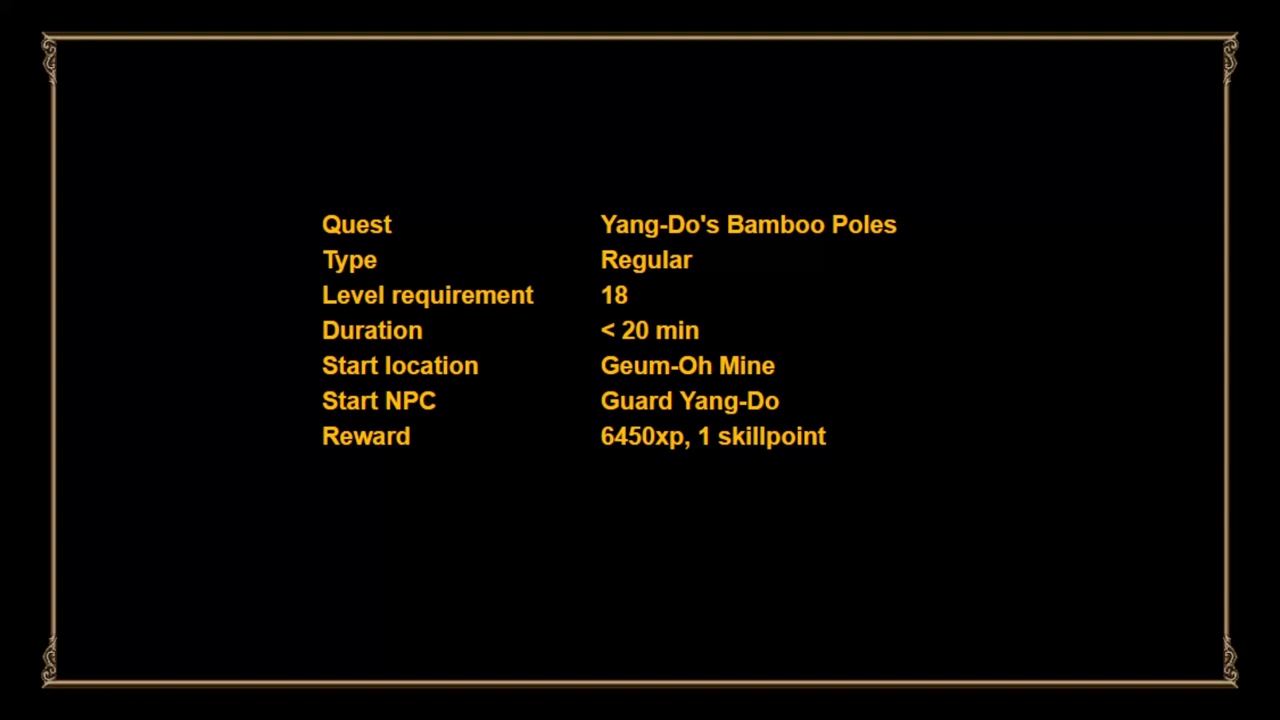 Quest Yang-Do's Bamboo Poles
Type Regular
Level requirement 18
Duration < 20 min
Start location Geum-Oh Mine
Start NPC Guard Yang-Do
Reward 6450xp, 1 skillpoint